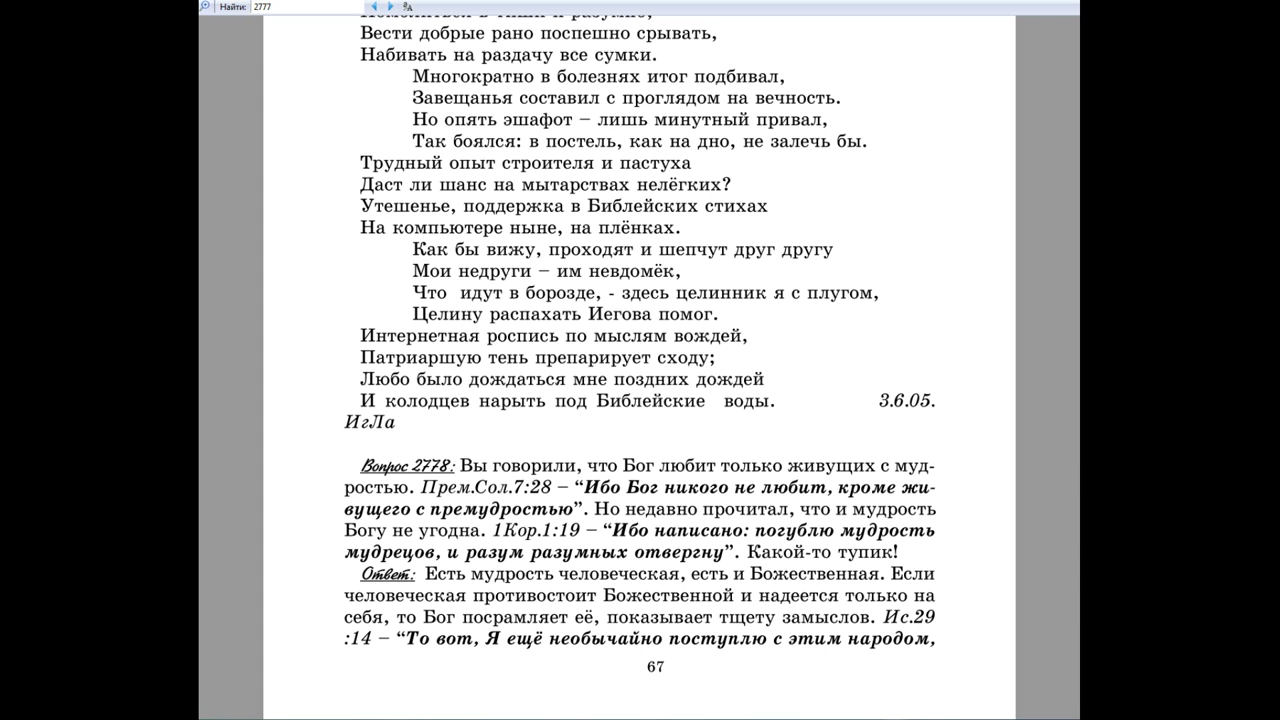 Найти: 2777
Вести добрые рано поспешно срывать,
Набивать на раздачу все сумки.
Многократно в болезнях итог подбивал,
Завещанья составил с проглядом на вечность.
Но опять эшафот – лишь минутный привал,
Так боялся: в постель, как на дно, не залечь бы.
Трудный опыт строителя и пастуха
Даст ли шанс на мытарствах нелёгких?
Утешенье, поддержка в Библейских стихах
На компьютере ныне, на плёнках.
Как бы вижу, проходят и шепчут друг другу
Мои недруги – им невдомёк,
Что идут в борозде, - здесь целинник я с плугом,
Целину распахать Иегова помог.
Интернетная роспись по мыслям вождей,
Патриаршую тень препарирует сходу;
Любо было дождаться мне поздних дождей
И колодцев нарыть под Библейские воды. 3.6.05.
ИгЛа
Вопрос 2778: Вы говорили, что Бог любит только живущих с муд-
ростью. Прем.Сол.7:28 – “Ибо Бог никого не любит, кроме жи-
вущего с премудростью”. Но недавно прочитал, что и мудрость
Богу не угодна. 1Кор.1:19 – “Ибо написано: погублю мудрость
мудрецов, и разум разумных отвергну”. Какой-то тупик!
Ответ: Есть мудрость человеческая, есть и Божественная. Если
человеческая противостоит Божественной и надеется только на
себя, то Бог посрамляет её, показывает тщету замыслов. Ис.29
:14 – “То вот, Я ещё необычайно поступлю с этим народом,
67